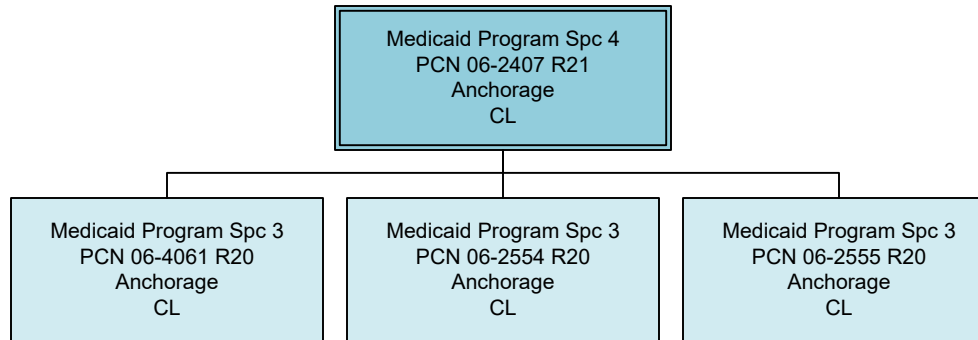 Medicaid Program Spc 4
PCN 06-2407 R21
Anchorage
CL
Medicaid Program Spc 3
PCN 06-4061 R20
Anchorage
CL
Medicaid Program Spc 3
PCN 06-2554 R20
Anchorage
CL
Medicaid Program Spc 3
PCN 06-2555 R20
Anchorage
CL